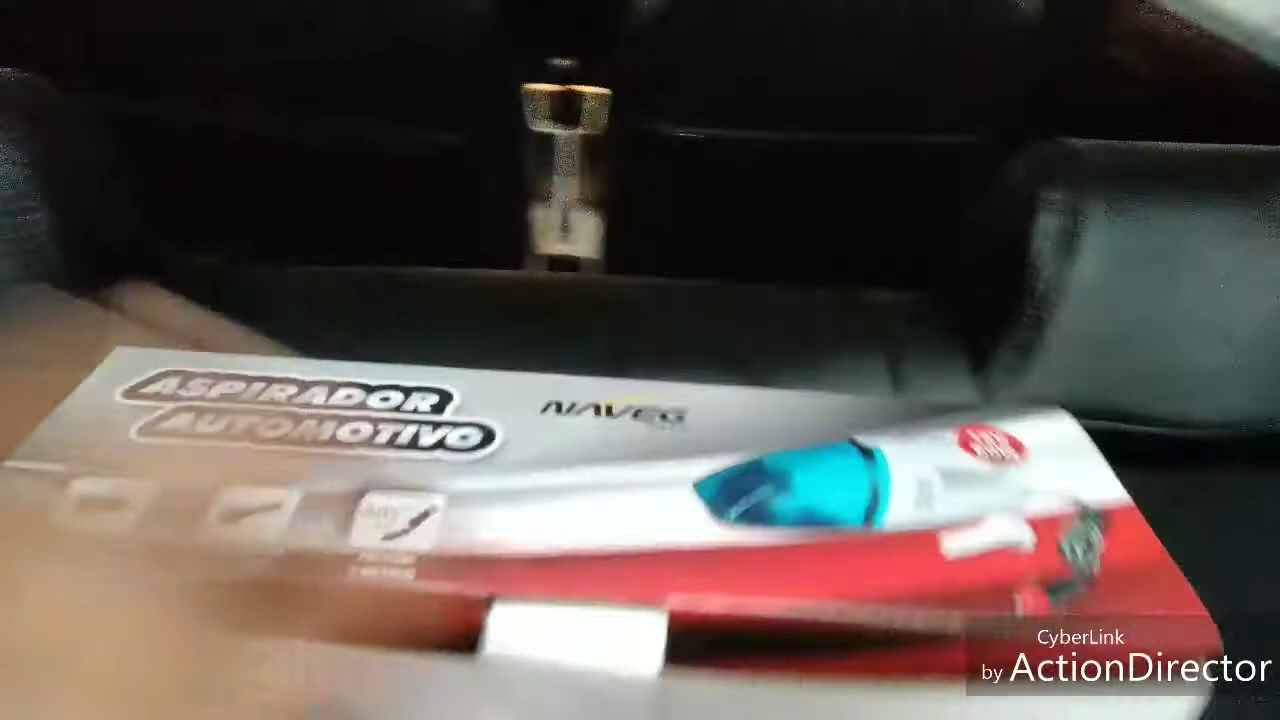 ASPIRADOR
AUTOMOTIVO
NAVEG
CyberLink
by ActionDirector